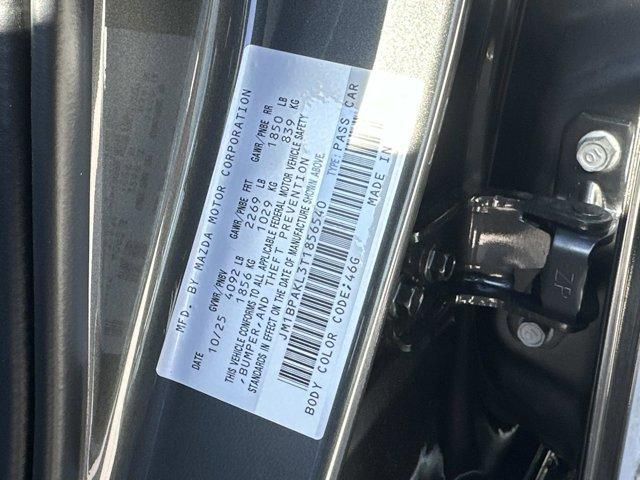 MFD. BY MAZDA MOTOR CORPORATION
DATE GVWR/PNBV GAWR/PNBE FRT GAWR/PNBE RR
10/25 4092 LB 2269 LB 1850 LB
1856 KG 1029 KG 839 KG
THIS VEHICLE CONFORMS TO ALL APPLICABLE FEDERAL MOTOR VEHICLE SAFETY
,BUMPER,AND THEFT PREVENTION
STANDARDS IN EFFECT ON THE DATE OF MANUFACTURE SHOWN ABOVE
JM1BPAKL3T1856540 TYPE:PASS CAR
BODY COLOR CODE:46G MADE IN
ZP